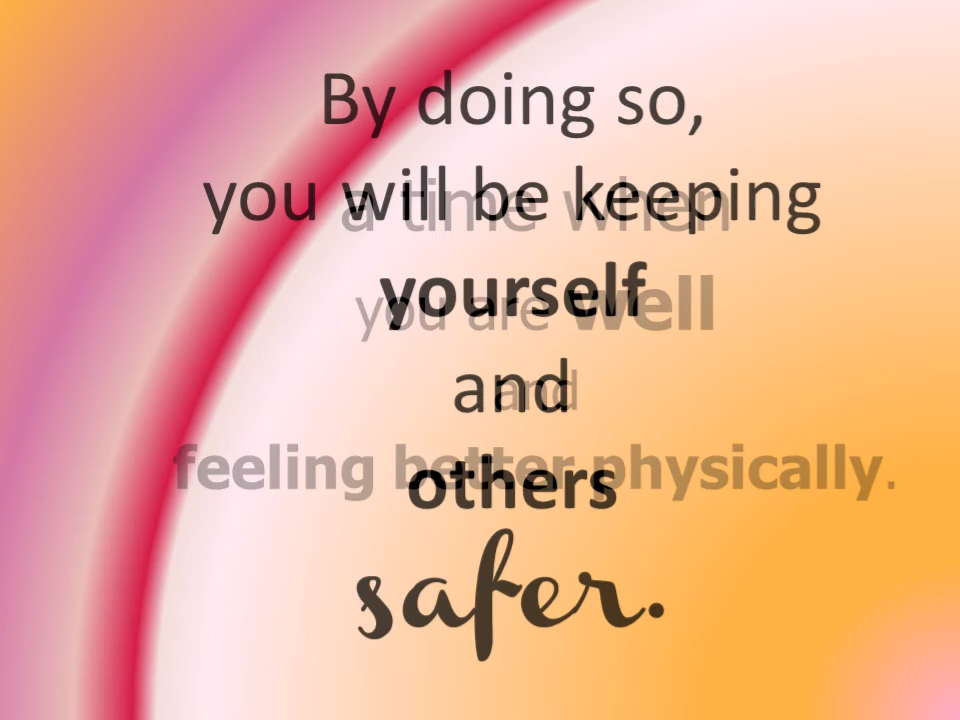 By doing so,
you will be keeping
yourself
and
others
safer.
a time when
you are well
and
feeling better physically.